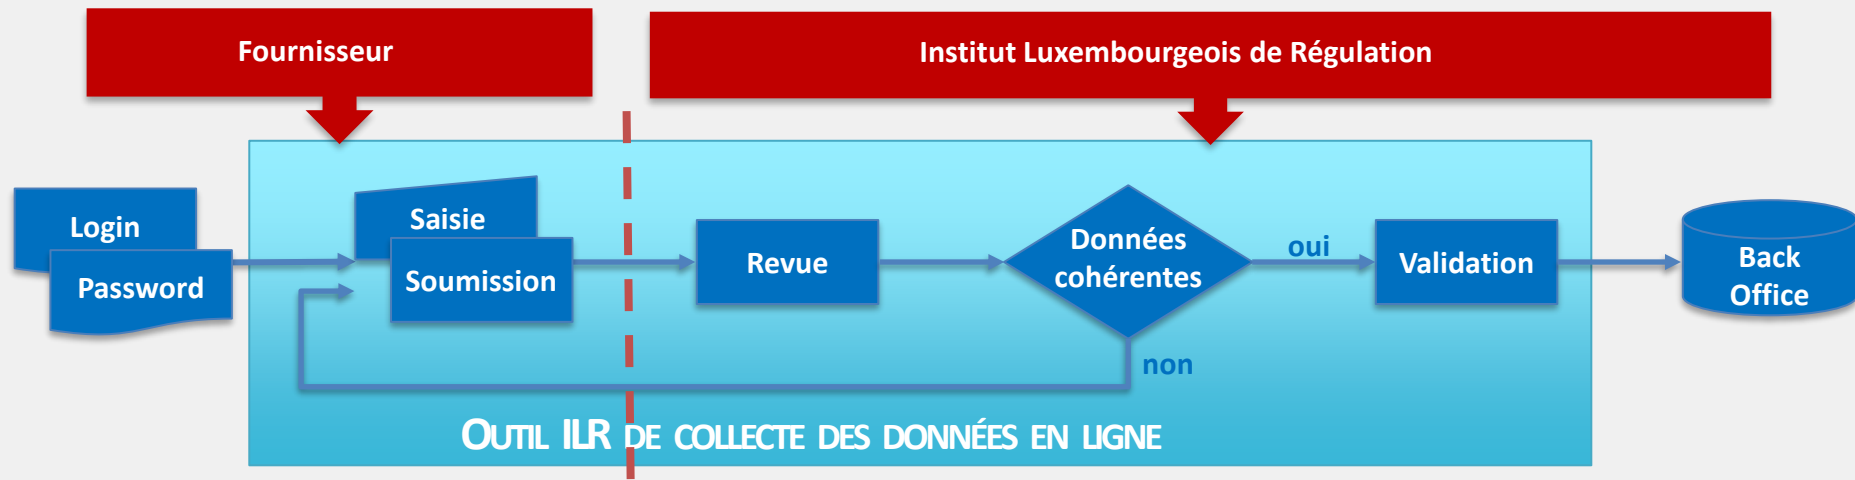 Fournisseur
Institut Luxembourgeois de Régulation
Login
Password
Saisie
Soumission
Revue
Données
cohérentes
oui
non
Validation
Back
Office
OUTIL ILR DE COLLECTE DES DONNÉES EN LIGNE